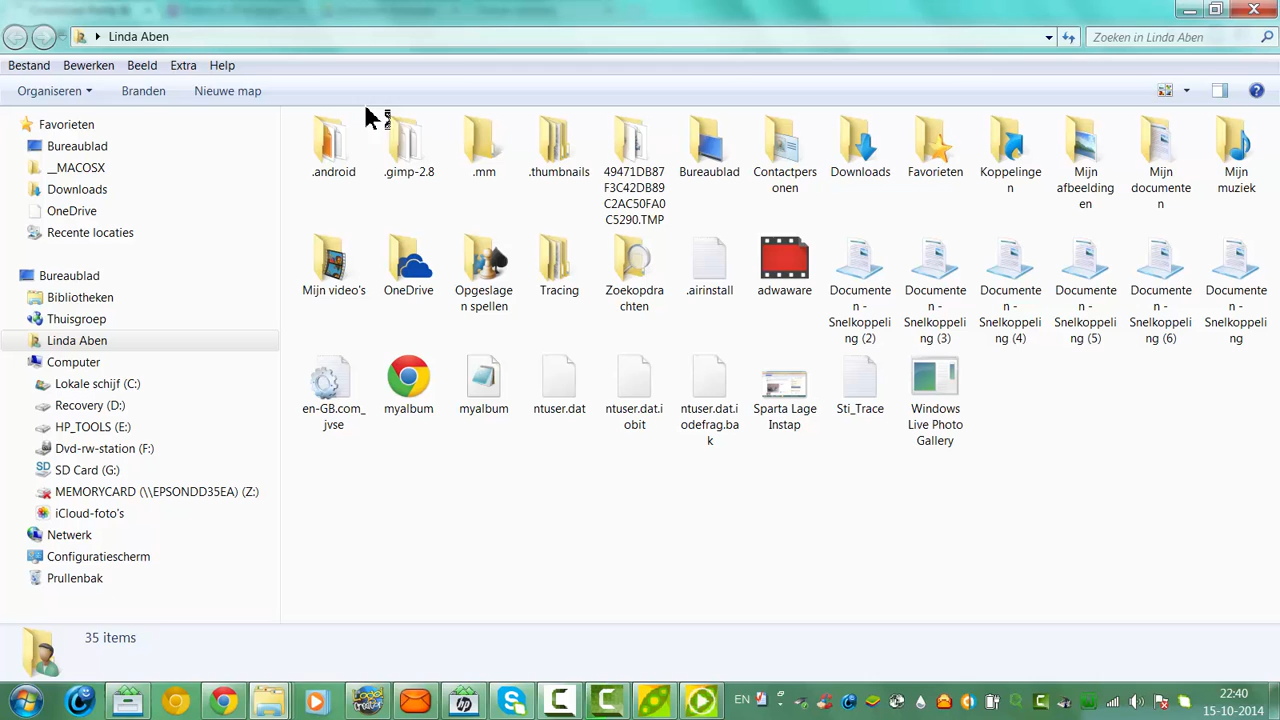 Linda Aben
Zoeken in Linda Aben
Bestand Bewerken Beeld Extra Help
Organiseren Branden Nieuwe map
Favorieten
Bureaublad
__MACOSX
Downloads
OneDrive
Recente locaties
Bureaublad
Bibliotheken
Thuisgroep
Linda Aben
Computer
Lokale schijf (C:)
Recovery (D:)
HP_TOOLS (E:)
Dvd-rw-station (F:)
SD Card (G:)
MEMORYCARD (\\EPSONDD35EA) (Z:)
iCloud-foto's
Netwerk
Configuratiescherm
Prullenbak
.android
.gimp-2.8
.mm
.thumbnails
49471DB87
F3C42DB89
C2AC50FA0
C5290.TMP
Bureaublad
Contactpers
onen
Downloads
Favorieten
Koppelinge
n
Mijn
afbeelding
en
Mijn
documente
n
Mijn
muziek
Mijn video's
OneDrive
Opgeslage
n spellen
Tracing
Zoekopdra
chten
.airinstall
adwaware
Documente
n -
Snelkoppel
ing (2)
Documente
n -
Snelkoppeli
ng (3)
Documente
n -
Snelkoppeli
ng (4)
Documente
n -
Snelkoppeli
ng (5)
Documente
n -
Snelkoppeli
ng (6)
Documente
n -
Snelkoppeli
ng
en-GB.com_
jvse
myalbum
myalbum
ntuser.dat
ntuser.dat.i
obit
ntuser.dat.i
odefrag.ba
k
Sparta Lage
Instap
Sti_Trace
Windows
Live Photo
Gallery
35 items
EN
22:40
15-10-2014